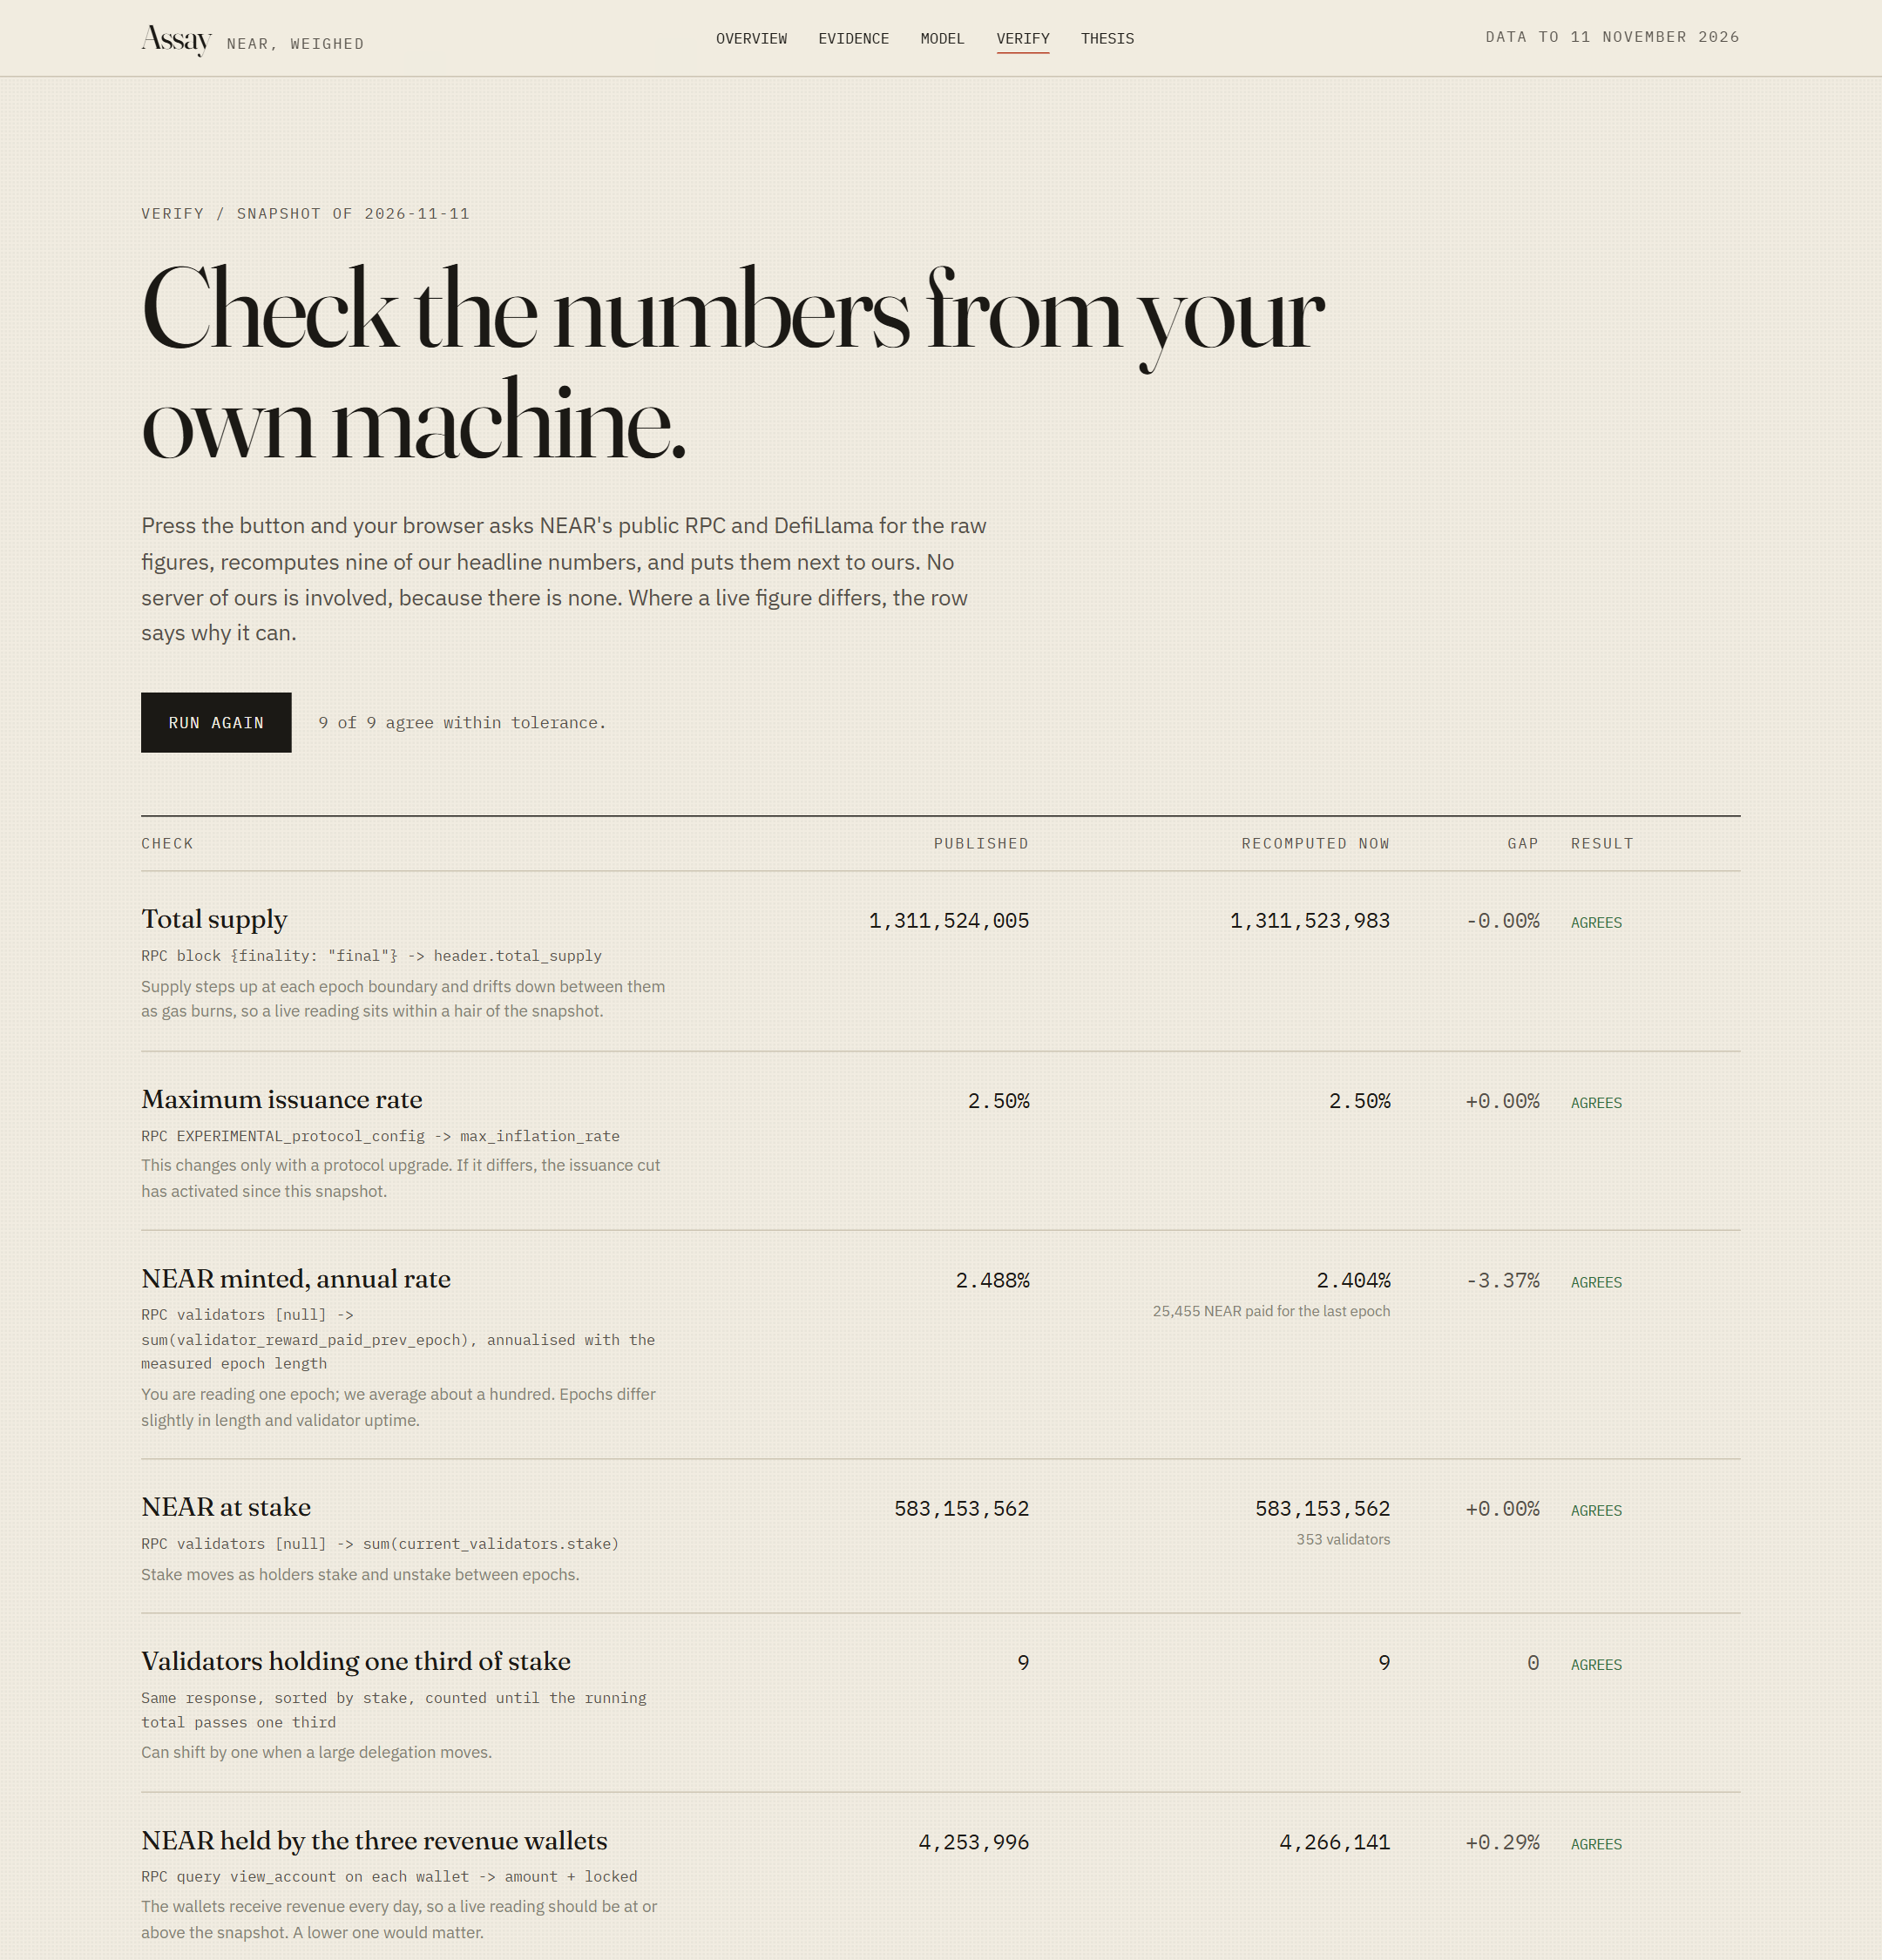 Assay NEAR, WEIGHED OVERVIEW EVIDENCE MODEL VERIFY THESIS DATA TO 11 NOVEMBER 2026
VERIFY / SNAPSHOT OF 2026-11-11
Check the numbers from your
own machine.
Press the button and your browser asks NEAR's public RPC and DefiLlama for the raw
figures, recomputes nine of our headline numbers, and puts them next to ours. No
server of ours is involved, because there is none. Where a live figure differs, the row
says why it can.
RUN AGAIN 9 of 9 agree within tolerance.
CHECK PUBLISHED RECOMPUTED NOW GAP RESULT
Total supply 1,311,524,005 1,311,523,983 -0.00% AGREES
RPC block {finality: "final"} -> header.total_supply
Supply steps up at each epoch boundary and drifts down between them
as gas burns, so a live reading sits within a hair of the snapshot.
Maximum issuance rate 2.50% 2.50% +0.00% AGREES
RPC EXPERIMENTAL_protocol_config -> max_inflation_rate
This changes only with a protocol upgrade. If it differs, the issuance cut
has activated since this snapshot.
NEAR minted, annual rate 2.488% 2.404% -3.37% AGREES
RPC validators [null] -> 25,455 NEAR paid for the last epoch
sum(validator_reward_paid_prev_epoch), annualised with the
measured epoch length
You are reading one epoch; we average about a hundred. Epochs differ
slightly in length and validator uptime.
NEAR at stake 583,153,562 583,153,562 +0.00% AGREES
RPC validators [null] -> sum(current_validators.stake) 353 validators
Stake moves as holders stake and unstake between epochs.
Validators holding one third of stake 9 9 0 AGREES
Same response, sorted by stake, counted until the running
total passes one third
Can shift by one when a large delegation moves.
NEAR held by the three revenue wallets 4,253,996 4,266,141 +0.29% AGREES
RPC query view_account on each wallet -> amount + locked
The wallets receive revenue every day, so a live reading should be at or
above the snapshot. A lower one would matter.